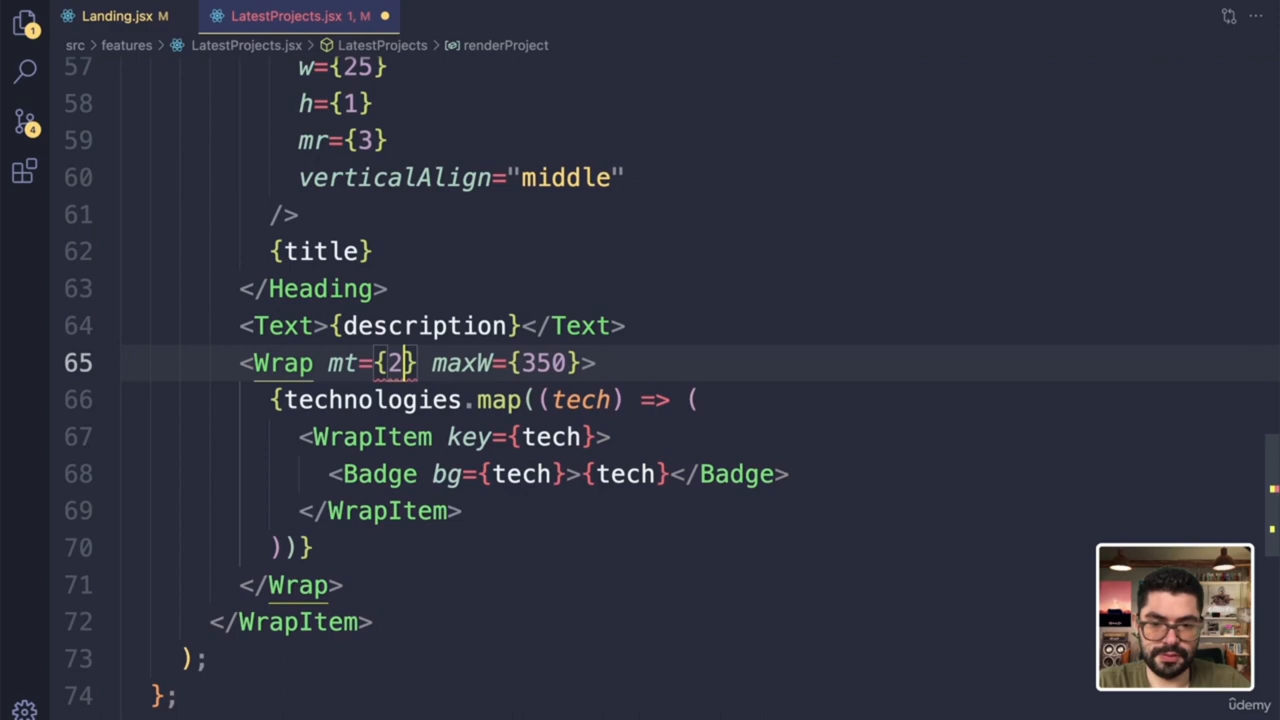 Landing.jsx M
LatestProjects.jsx 1, M
1
src > features > LatestProjects.jsx > LatestProjects > renderProject
57 w={25}
58 h={1}
59 mr={3}
60 verticalAlign="middle"
61 />
62 {title}
63 </Heading>
64 <Text>{description}</Text>
65 <Wrap mt={2} maxW={350}>
66 {technologies.map((tech) => (
67 <WrapItem key={tech}>
4
68 <Badge bg={tech}>{tech}</Badge>
69 </WrapItem>
70 ))}
71 </Wrap>
72 </WrapItem>
73 );
74 };
ûdemy